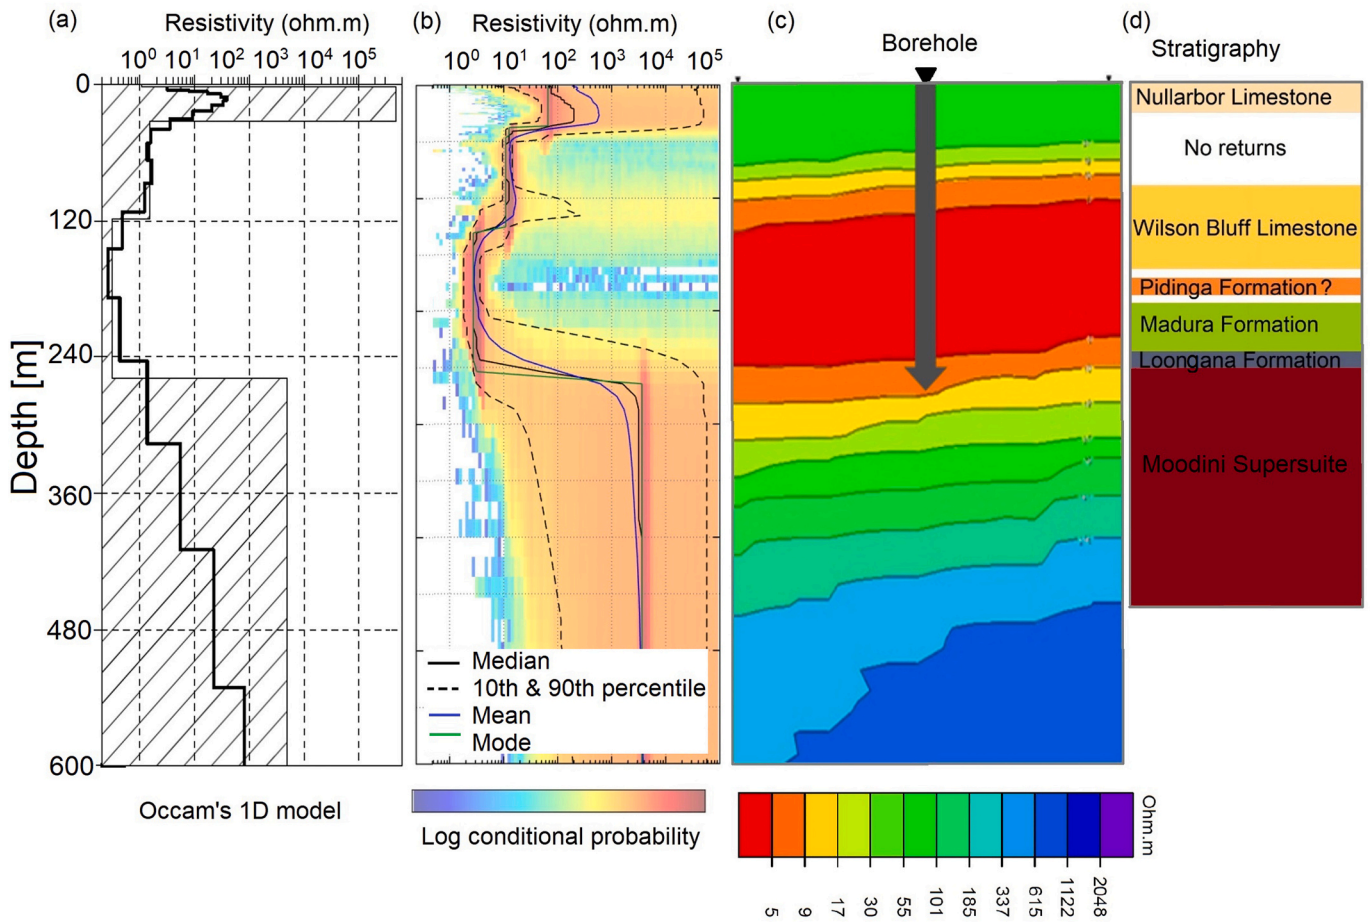 (a)
Resistivity (ohm.m)
10⁰ 10¹ 10² 10³ 10⁴ 10⁵
Depth [m]
0
120
240
360
480
600
Occam's 1D model
(b)
Resistivity (ohm.m)
10⁰ 10¹ 10² 10³ 10⁴ 10⁵
Median
10th & 90th percentile
Mean
Mode
Log conditional probability
(c)
Borehole
Ohm.m
5 9 17 30 55 101 185 337 615 1122 2048
(d)
Stratigraphy
Nullarbor Limestone
No returns
Wilson Bluff Limestone
Pidinga Formation?
Madura Formation
Loongana Formation
Moodini Supersuite